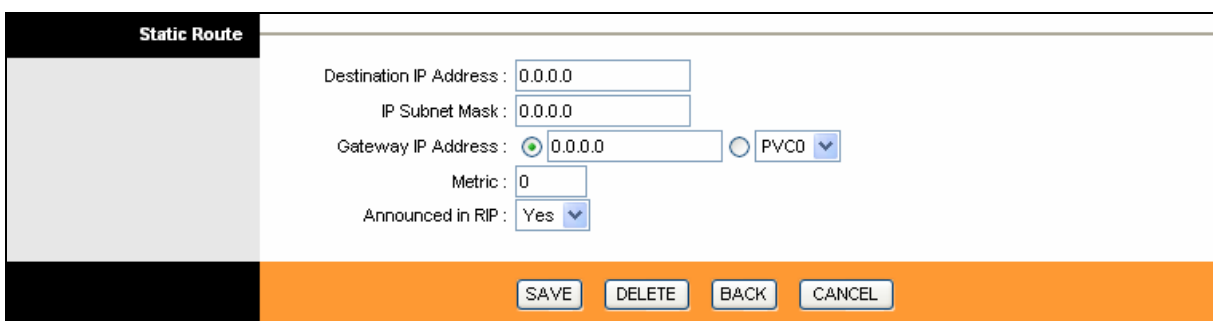 Static Route
Destination IP Address : 0.0.0.0
IP Subnet Mask : 0.0.0.0
Gateway IP Address : 0.0.0.0 PVC0
Metric : 0
Announced in RIP : Yes
SAVE DELETE BACK CANCEL